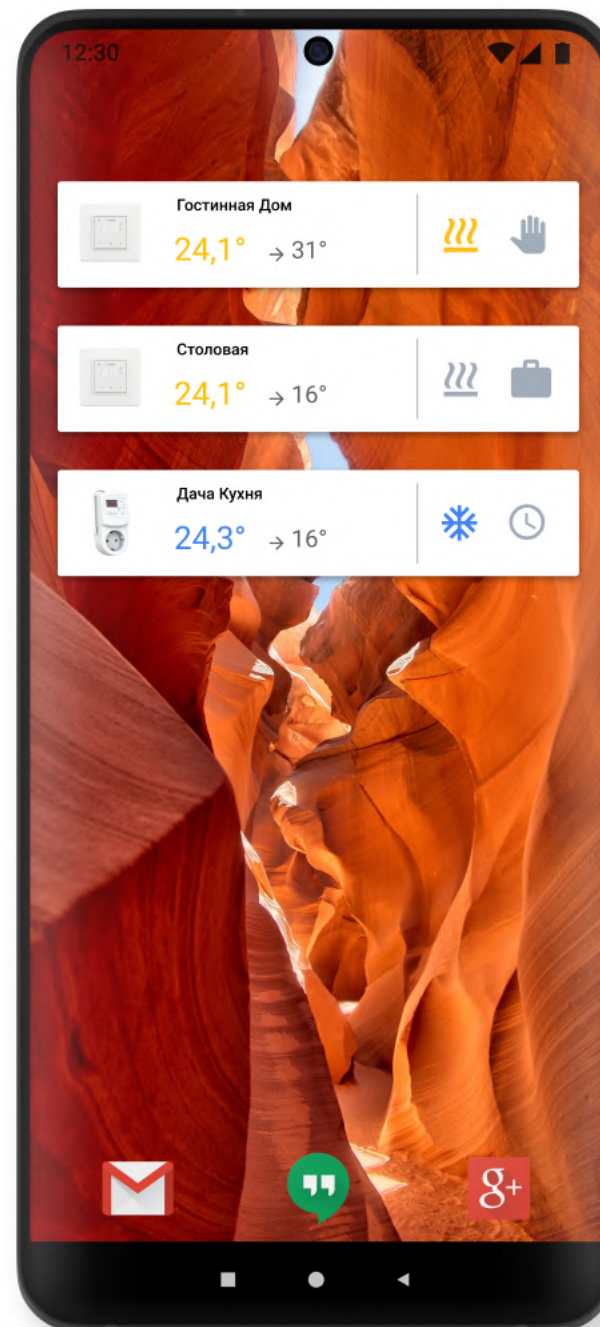 12:30
Гостинная Дом
24,1° → 31°
Столовая
24,1° → 16°
Дача Кухня
24,3° → 16°
g+